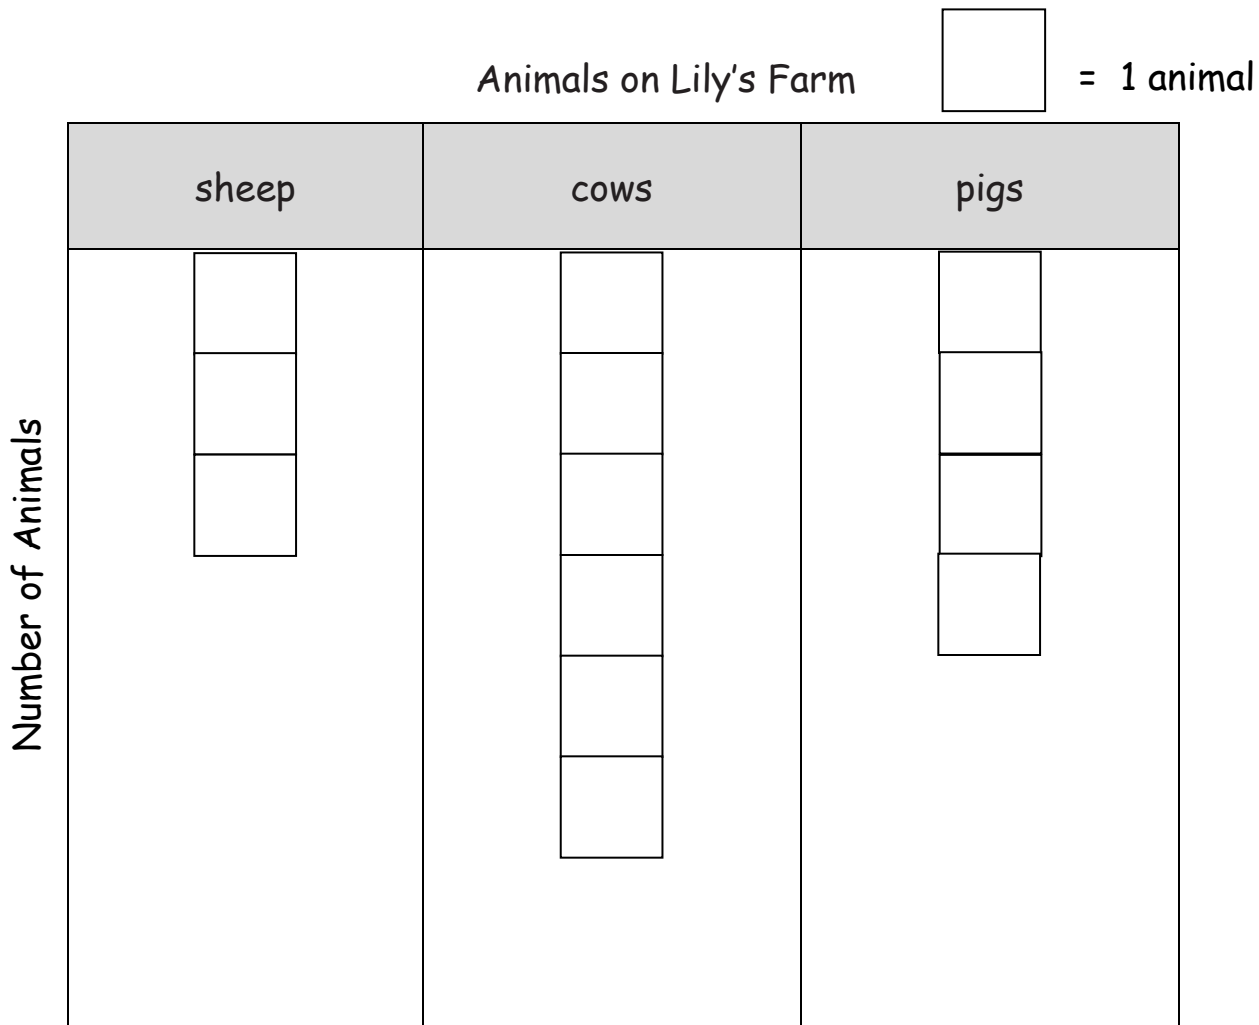 Animals on Lily's Farm
= 1 animal
sheep
cows
pigs
Number of Animals